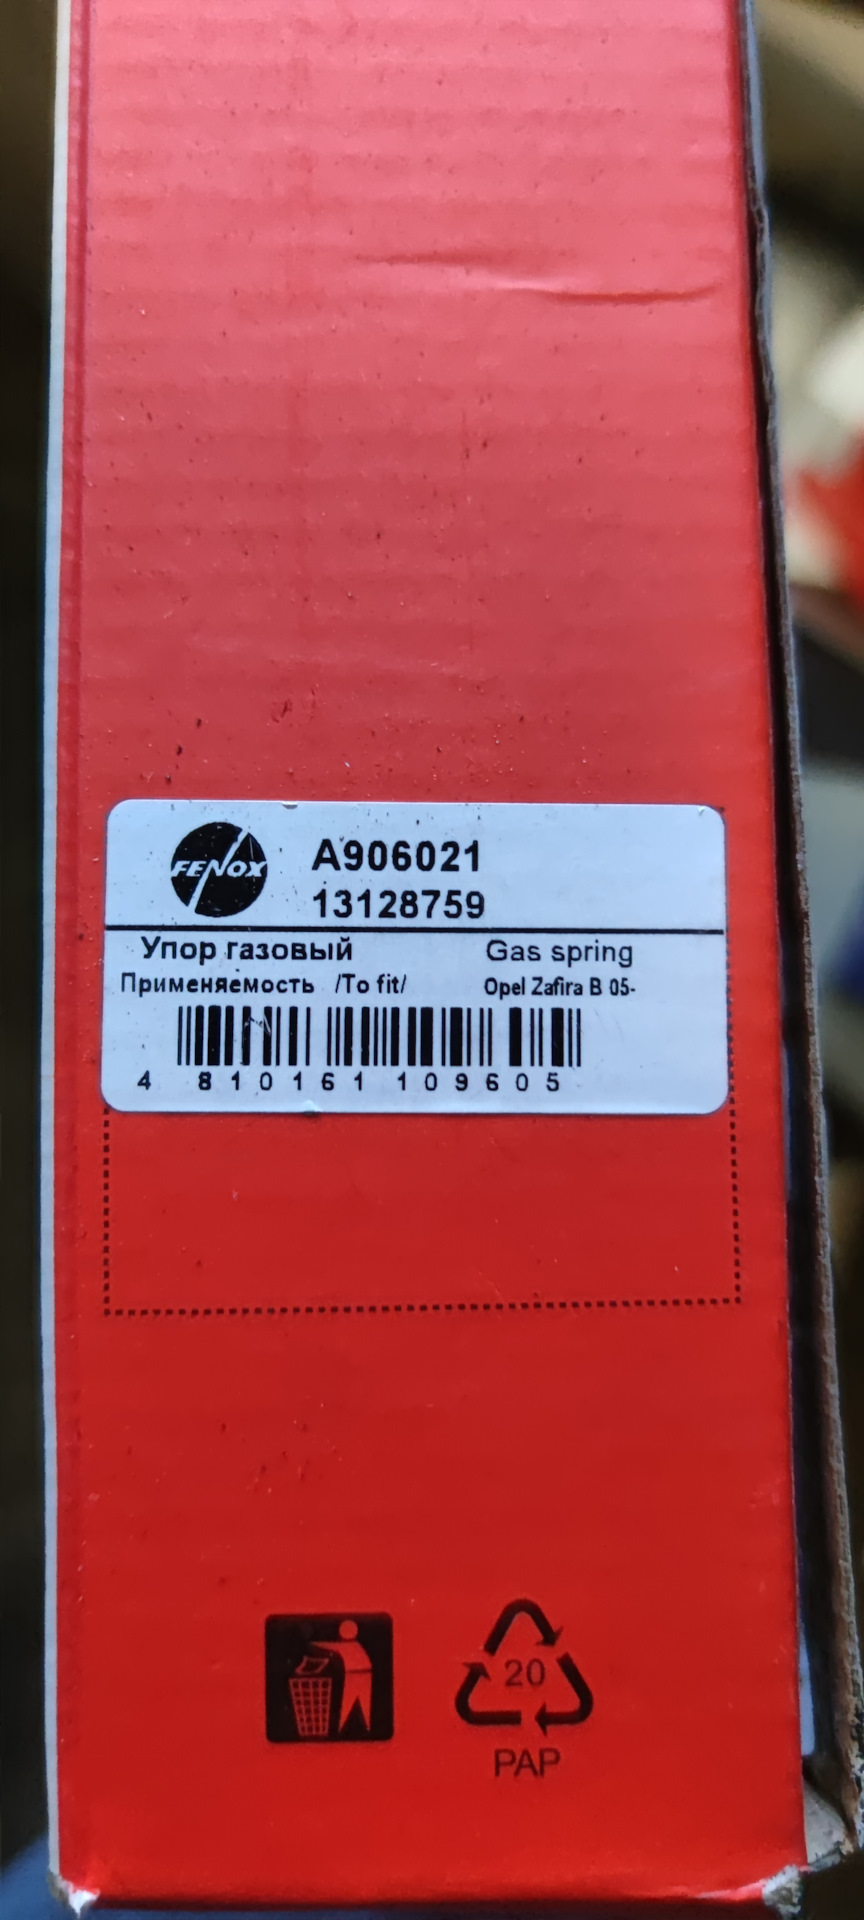 FENOX
A906021
13128759
Упор газовый Gas spring
Применяемость /To fit/ Opel Zafira B 05-
4 810161 109605
20
PAP